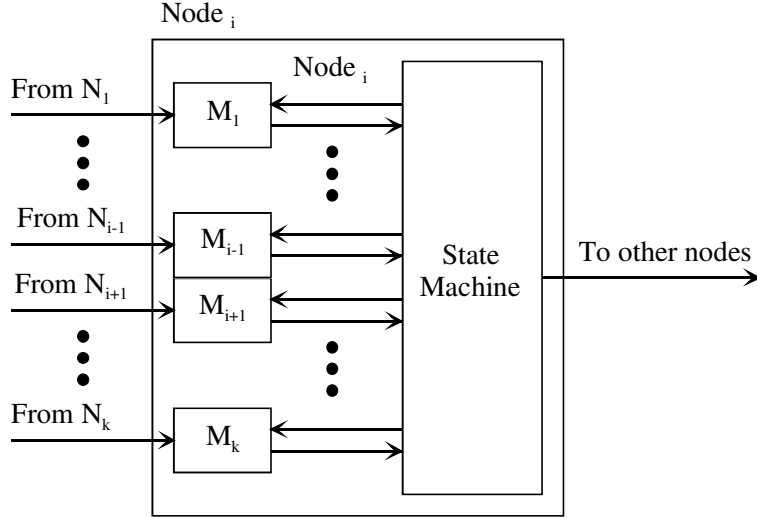 Node i
Node i
From N1
M1
From Ni-1
Mi-1
State
Machine
To other nodes
From Ni+1
Mi+1
From Nk
Mk